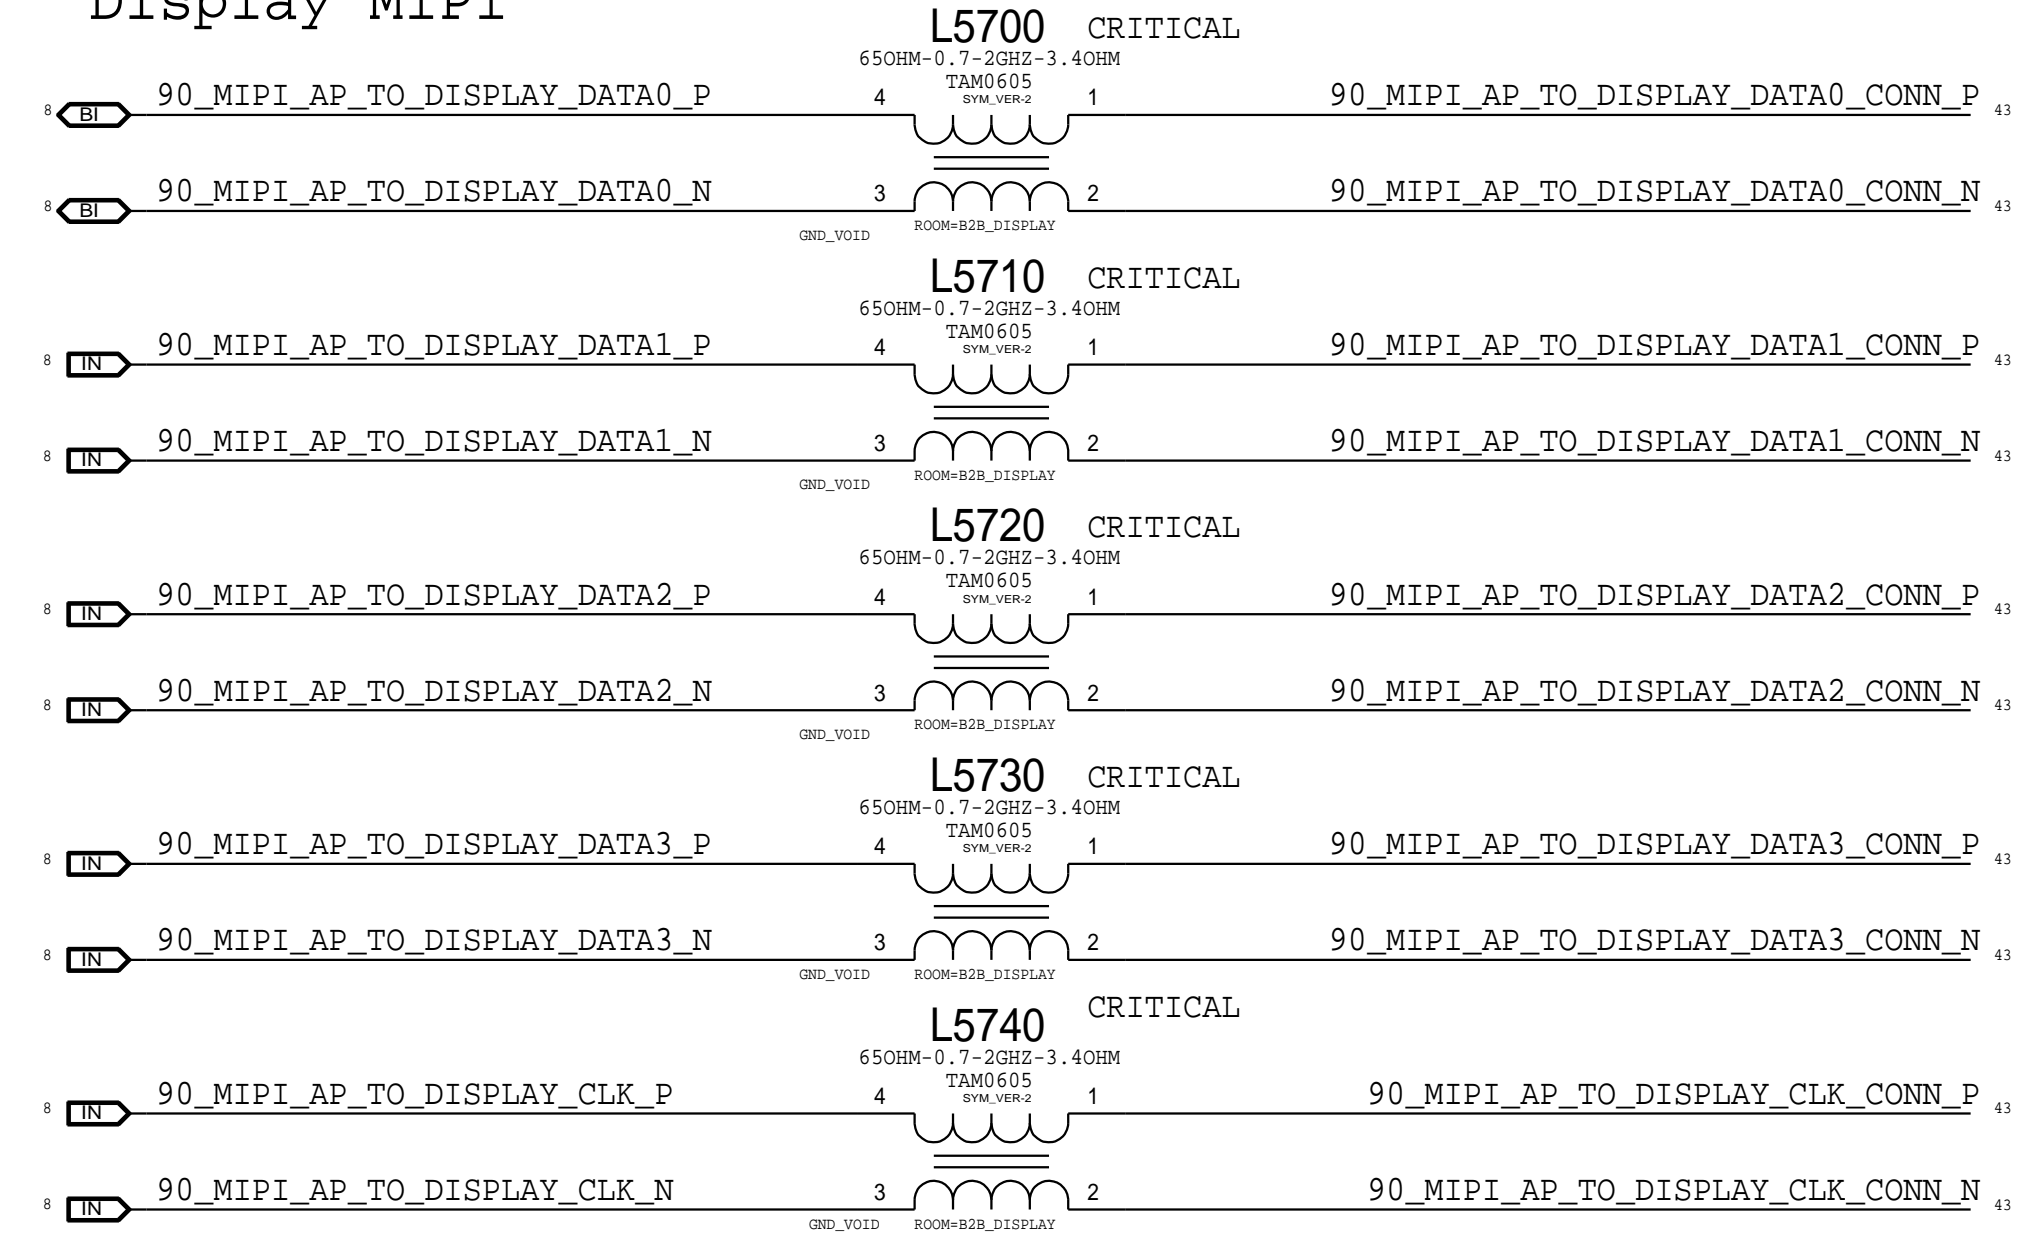 Display MIPI
L5700 CRITICAL
65OHM-0.7-2GHZ-3.4OHM
TAM0605
SYM_VER-2
8 BI 90_MIPI_AP_TO_DISPLAY_DATA0_P 4 1 90_MIPI_AP_TO_DISPLAY_DATA0_CONN_P 43
8 BI 90_MIPI_AP_TO_DISPLAY_DATA0_N 3 2 90_MIPI_AP_TO_DISPLAY_DATA0_CONN_N 43
GND_VOID ROOM=B2B_DISPLAY
L5710 CRITICAL
65OHM-0.7-2GHZ-3.4OHM
TAM0605
SYM_VER-2
8 IN 90_MIPI_AP_TO_DISPLAY_DATA1_P 4 1 90_MIPI_AP_TO_DISPLAY_DATA1_CONN_P 43
8 IN 90_MIPI_AP_TO_DISPLAY_DATA1_N 3 2 90_MIPI_AP_TO_DISPLAY_DATA1_CONN_N 43
GND_VOID ROOM=B2B_DISPLAY
L5720 CRITICAL
65OHM-0.7-2GHZ-3.4OHM
TAM0605
SYM_VER-2
8 IN 90_MIPI_AP_TO_DISPLAY_DATA2_P 4 1 90_MIPI_AP_TO_DISPLAY_DATA2_CONN_P 43
8 IN 90_MIPI_AP_TO_DISPLAY_DATA2_N 3 2 90_MIPI_AP_TO_DISPLAY_DATA2_CONN_N 43
GND_VOID ROOM=B2B_DISPLAY
L5730 CRITICAL
65OHM-0.7-2GHZ-3.4OHM
TAM0605
SYM_VER-2
8 IN 90_MIPI_AP_TO_DISPLAY_DATA3_P 4 1 90_MIPI_AP_TO_DISPLAY_DATA3_CONN_P 43
8 IN 90_MIPI_AP_TO_DISPLAY_DATA3_N 3 2 90_MIPI_AP_TO_DISPLAY_DATA3_CONN_N 43
GND_VOID ROOM=B2B_DISPLAY
L5740 CRITICAL
65OHM-0.7-2GHZ-3.4OHM
TAM0605
SYM_VER-2
8 IN 90_MIPI_AP_TO_DISPLAY_CLK_P 4 1 90_MIPI_AP_TO_DISPLAY_CLK_CONN_P 43
8 IN 90_MIPI_AP_TO_DISPLAY_CLK_N 3 2 90_MIPI_AP_TO_DISPLAY_CLK_CONN_N 43
GND_VOID ROOM=B2B_DISPLAY